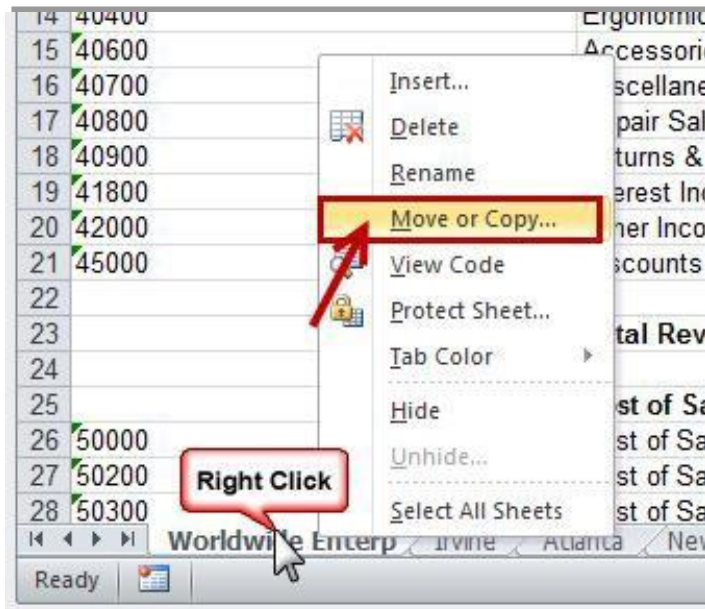 14 40400 Ergonomic
15 40600 Accessori
Insert...
16 40700 scellane
17 40800 Delete pair Sal
18 40900 turns &
Rename
19 41800 erest Inc
20 42000 Move or Copy... her Inco
21 45000 View Code scounts
22
Protect Sheet...
23 tal Rev
24 Tab Color
25 st of Sa
Hide
26 50000 st of Sa
Unhide...
27 50200 Right Click st of Sa
28 50300 Select All Sheets st of Sa
Worldwide Enterp Irvine Atlanta New
Ready